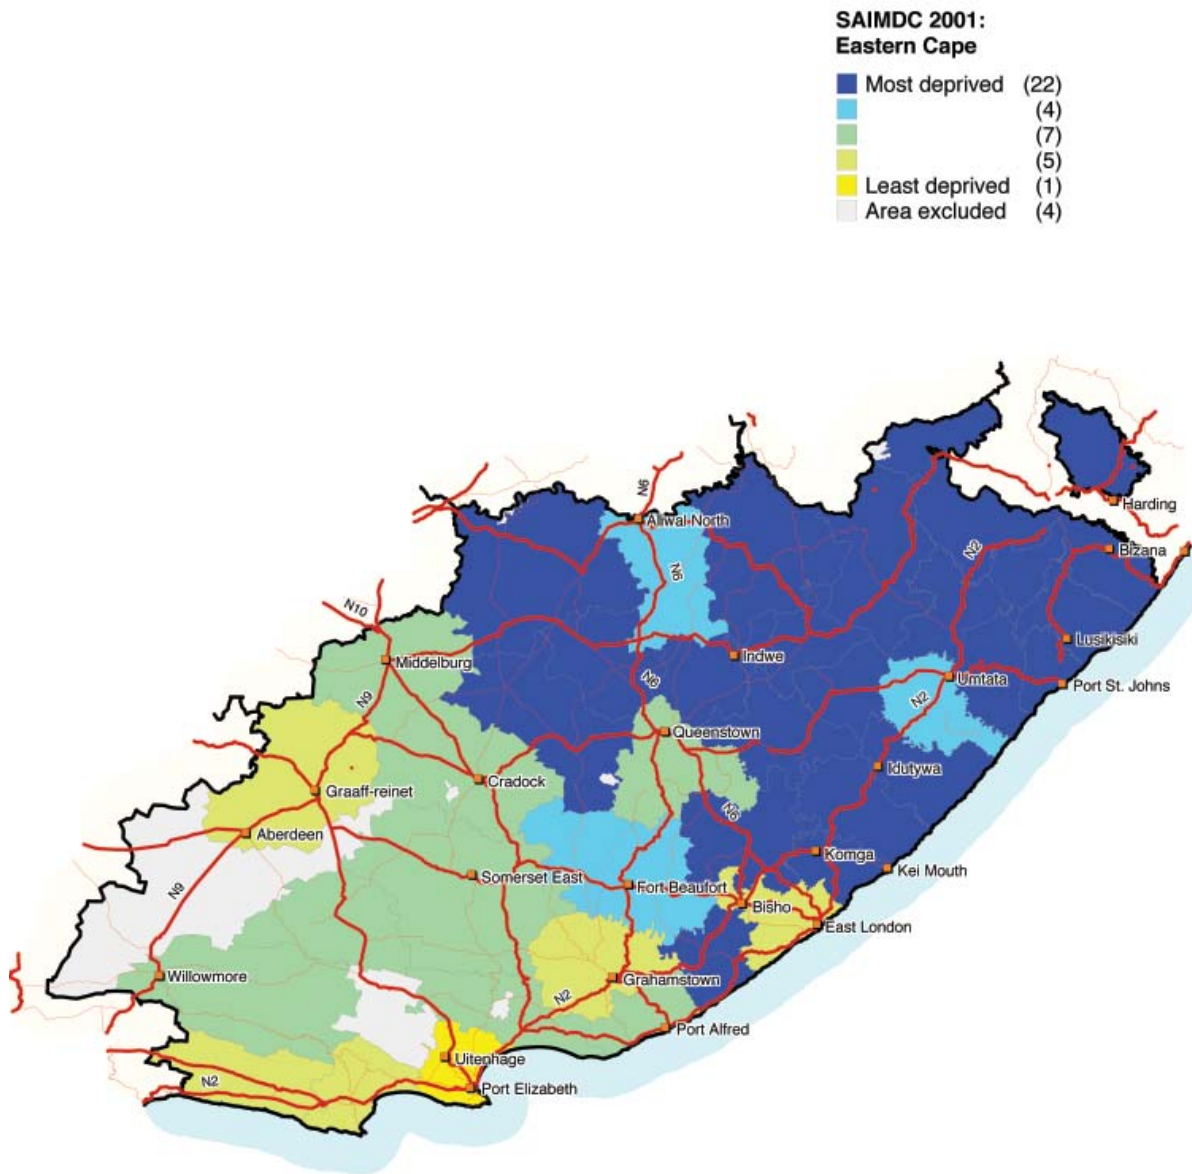 SAIMDC 2001:
Eastern Cape
Most deprived (22)
(4)
(7)
(5)
Least deprived (1)
Area excluded (4)
N6
Harding
Aliwal North
N2
Bizana
N6
N10
Lusikisiki
Middelburg
Indwe
N6
Umtata
Port St. Johns
N9
N2
Queenstown
Idutywa
Cradock
Graaff-reinet
N6
Aberdeen
Komga
Kei Mouth
Somerset East
N9
Fort Beaufort
Bisho
East London
Willowmore
Grahamstown
N2
Port Alfred
Uitenhage
N2
Port Elizabeth